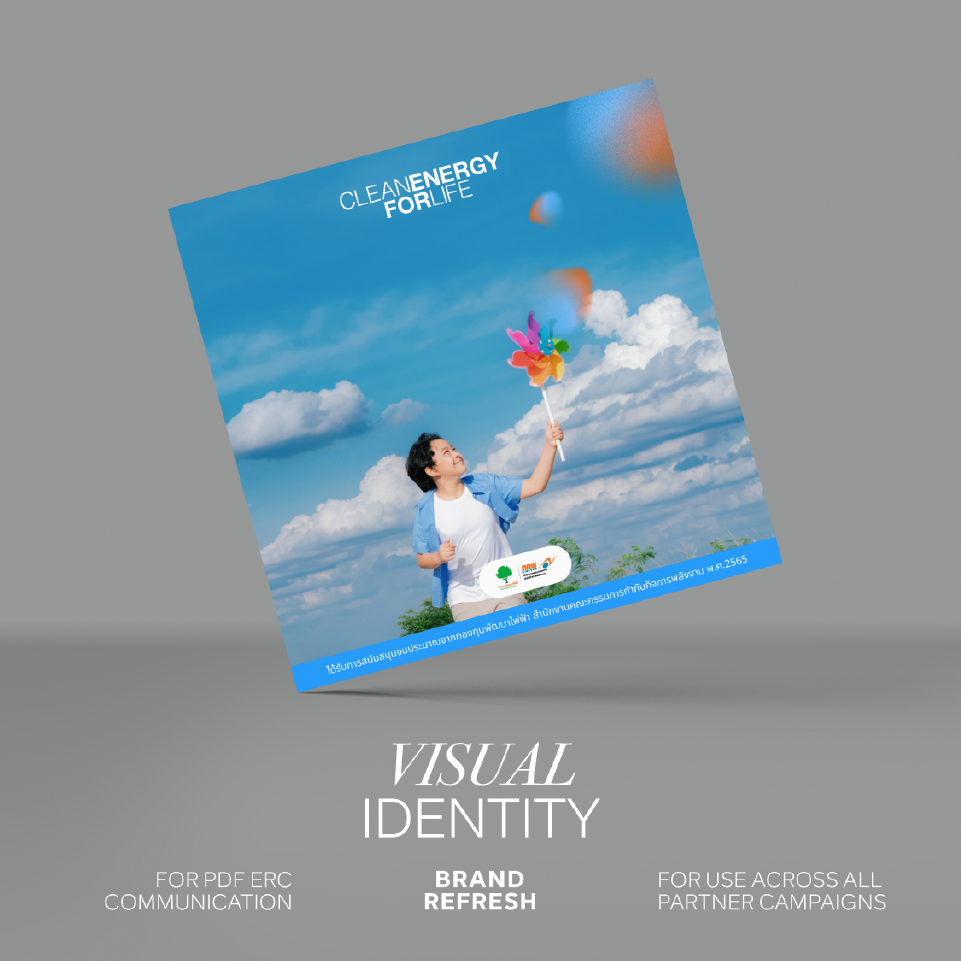 CLEANENERGY
FORLIFE
กกพ.
ได้รับการสนับสนุนงบประมาณจากกองทุนพัฒนาไฟฟ้า สำนักงานคณะกรรมการกำกับกิจการพลังงาน พ.ศ.2565
VISUAL
IDENTITY
FOR PDF ERC
COMMUNICATION
BRAND
REFRESH
FOR USE ACROSS ALL
PARTNER CAMPAIGNS